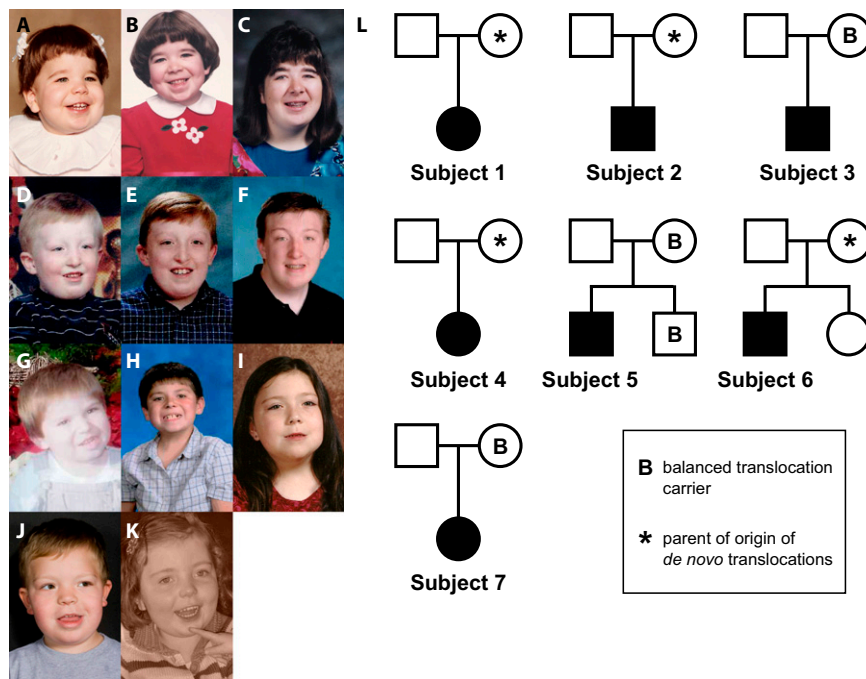 A B C L
* * B
Subject 1 Subject 2 Subject 3
D E F
* B *
B
Subject 4 Subject 5 Subject 6
G H I
B
Subject 7
B balanced translocation
carrier
* parent of origin of
de novo translocations
J K